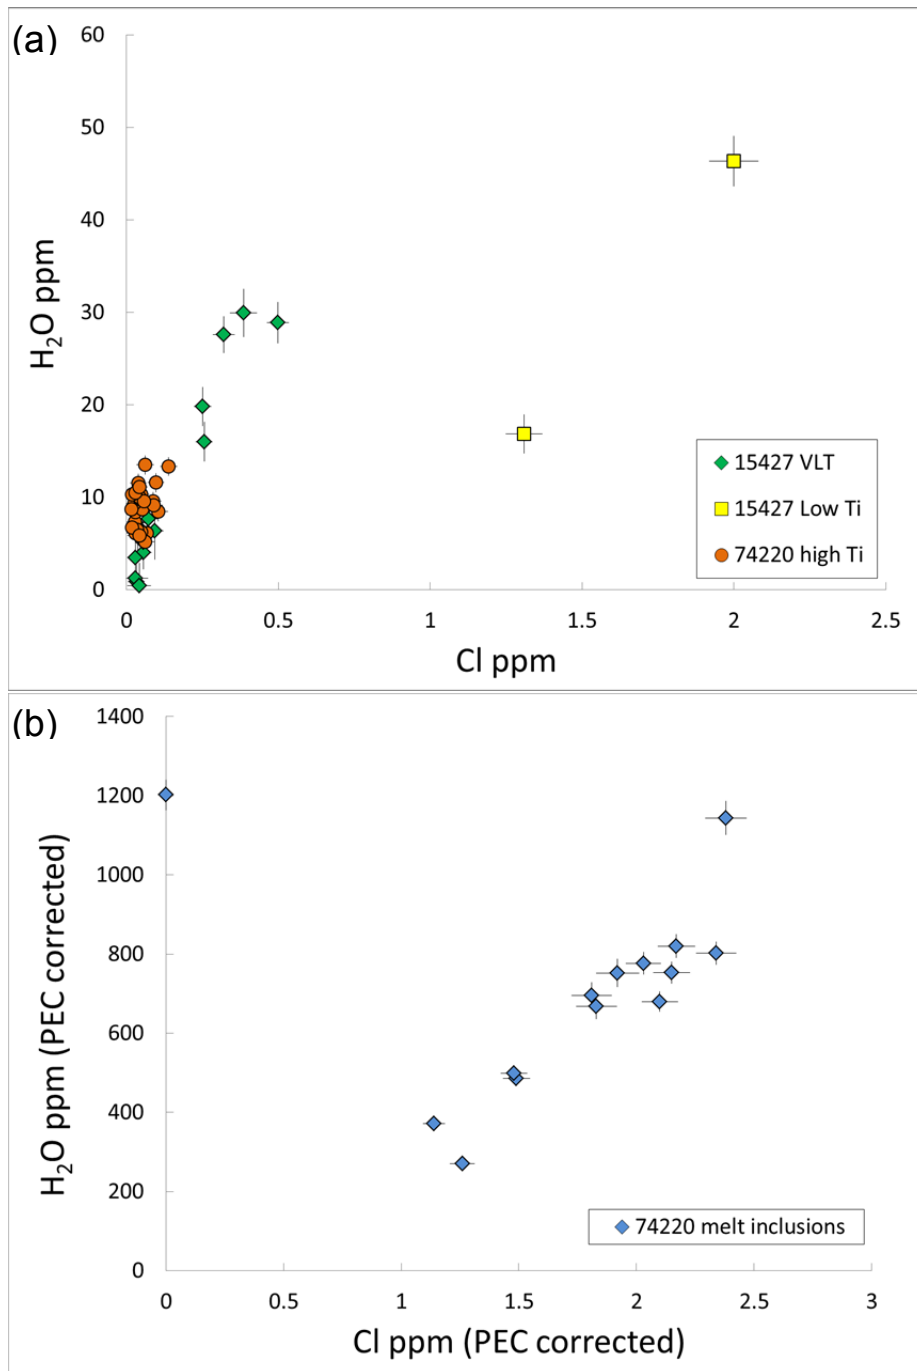 (a)
60
50
40
30
20
10
0
H₂O ppm
0 0.5 1 1.5 2 2.5
Cl ppm
15427 VLT
15427 Low Ti
74220 high Ti
(b)
1400
1200
1000
800
600
400
200
0
H₂O ppm (PEC corrected)
0 0.5 1 1.5 2 2.5 3
Cl ppm (PEC corrected)
74220 melt inclusions